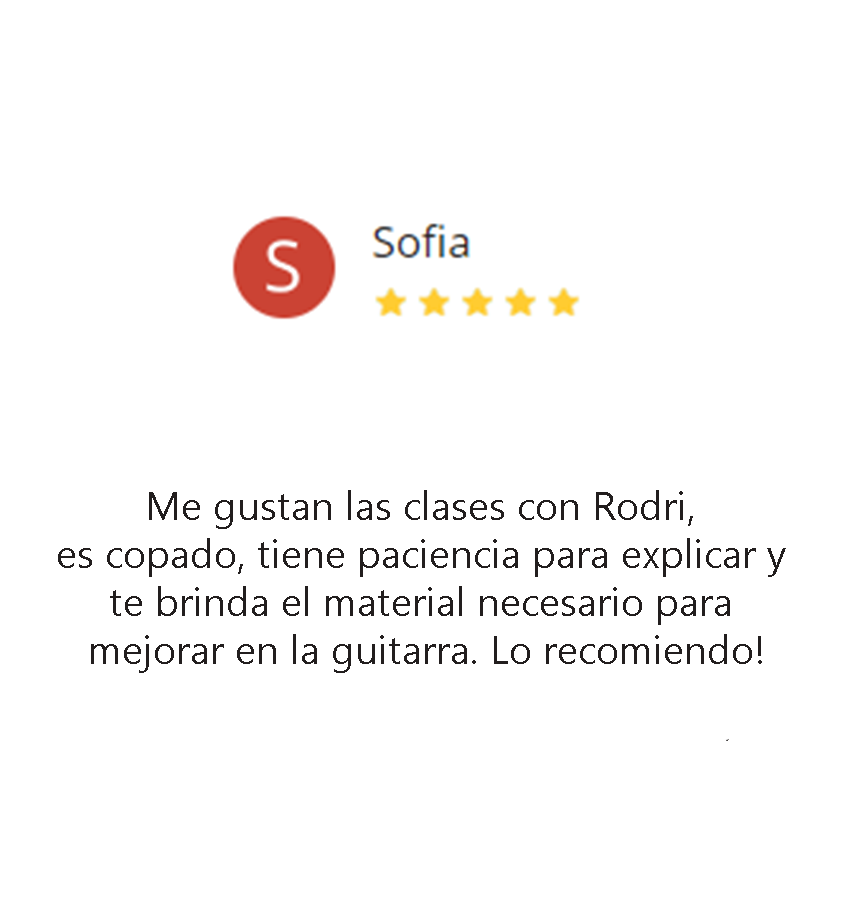 S
Sofia
Me gustan las clases con Rodri,
es copado, tiene paciencia para explicar y
te brinda el material necesario para
mejorar en la guitarra. Lo recomiendo!